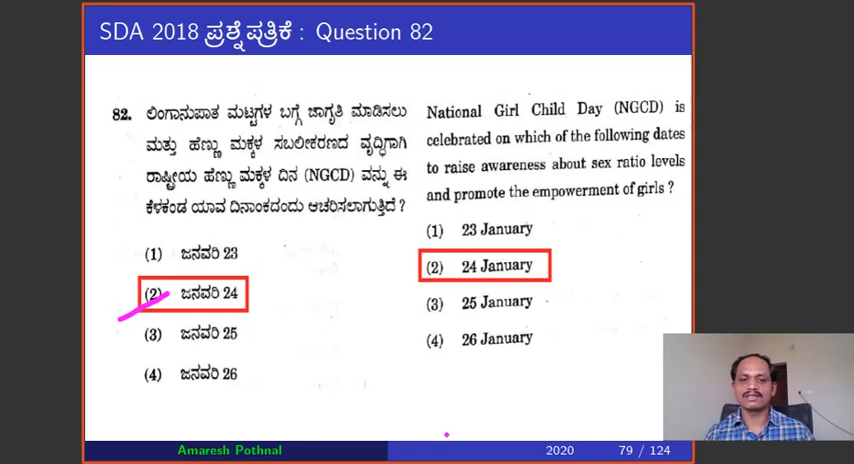 SDA 2018 ಪ್ರಶ್ನೆ ಪತ್ರಿಕೆ : Question 82
82. ಲಿಂಗಾನುಪಾತ ಮಟ್ಟಗಳ ಬಗ್ಗೆ ಜಾಗೃತಿ ಮಾಡಿಸಲು
ಮತ್ತು ಹೆಣ್ಣು ಮಕ್ಕಳ ಸಬಲೀಕರಣದ ವೃದ್ಧಿಗಾಗಿ
ರಾಷ್ಟ್ರೀಯ ಹೆಣ್ಣು ಮಕ್ಕಳ ದಿನ (NGCD) ವನ್ನು ಈ
ಕೆಳಕಂಡ ಯಾವ ದಿನಾಂಕದಂದು ಆಚರಿಸಲಾಗುತ್ತಿದೆ ?
(1) ಜನವರಿ 23
(2) ಜನವರಿ 24
(3) ಜನವರಿ 25
(4) ಜನವರಿ 26
National Girl Child Day (NGCD) is
celebrated on which of the following dates
to raise awareness about sex ratio levels
and promote the empowerment of girls ?
(1) 23 January
(2) 24 January
(3) 25 January
(4) 26 January
Amaresh Pothnal 2020 79 / 124